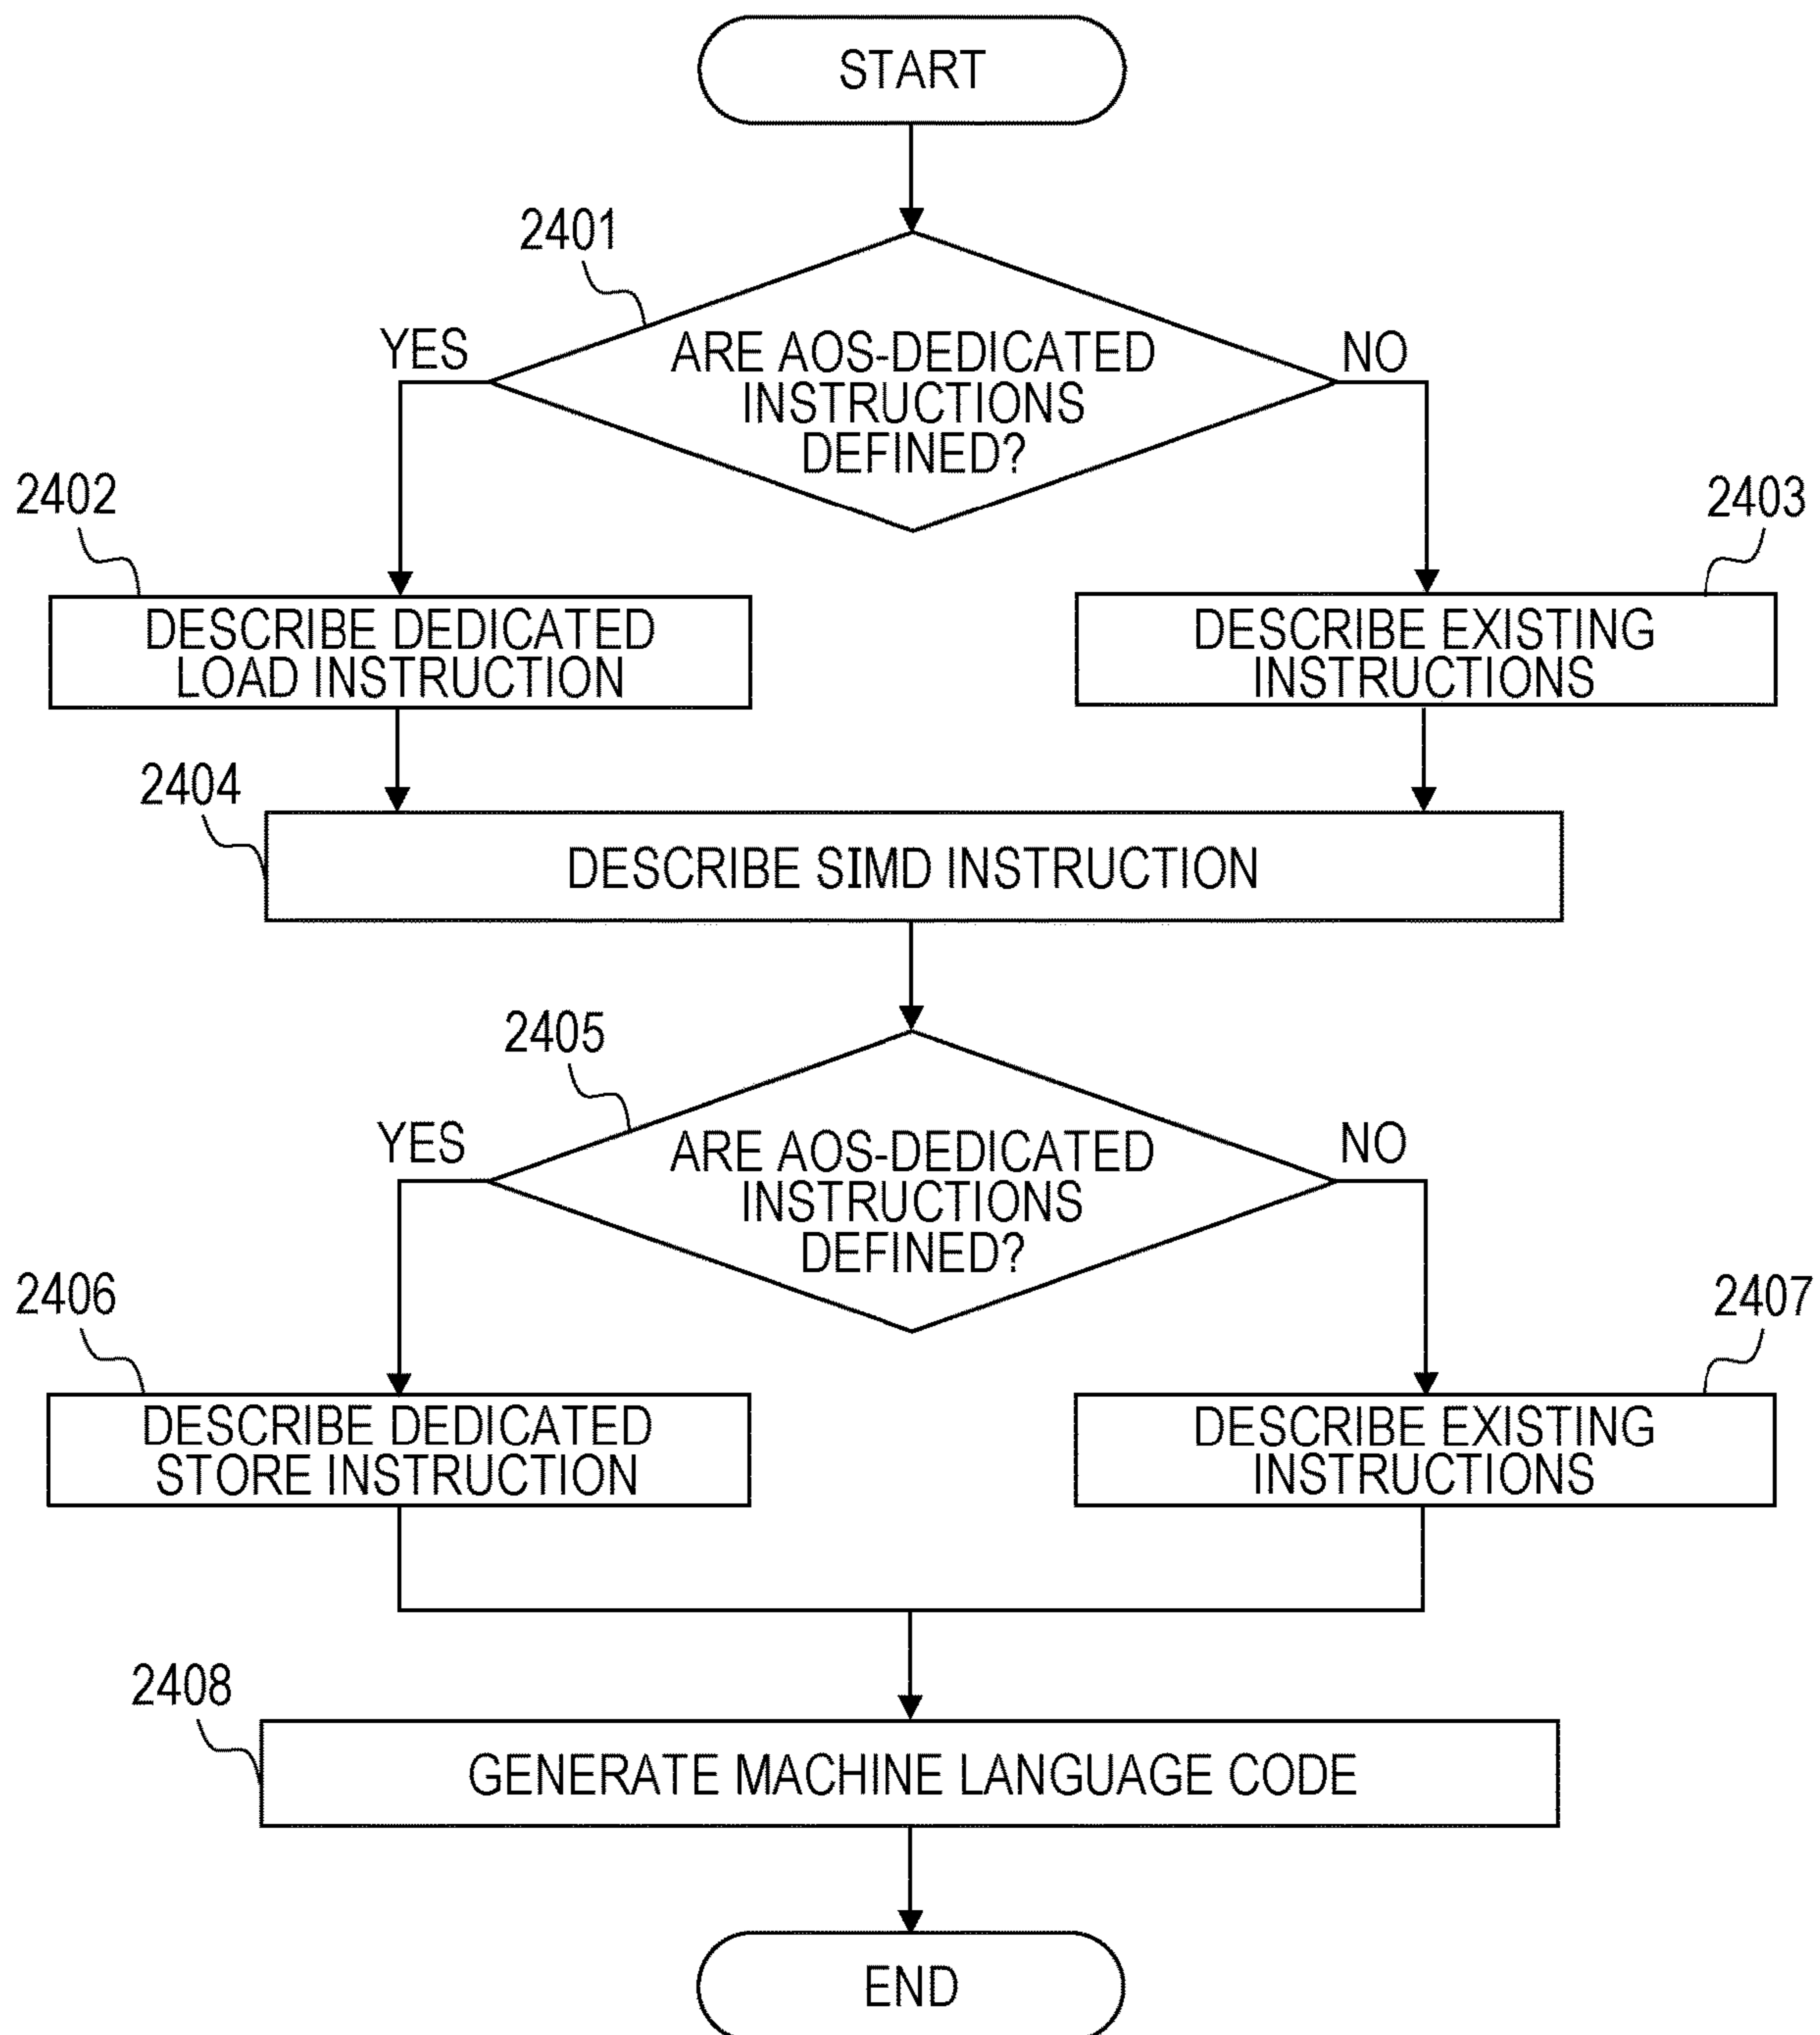 START
2401
YES
ARE AOS-DEDICATED
INSTRUCTIONS
DEFINED?
NO
2402
2403
DESCRIBE DEDICATED
LOAD INSTRUCTION
DESCRIBE EXISTING
INSTRUCTIONS
2404
DESCRIBE SIMD INSTRUCTION
2405
YES
ARE AOS-DEDICATED
INSTRUCTIONS
DEFINED?
NO
2406
2407
DESCRIBE DEDICATED
STORE INSTRUCTION
DESCRIBE EXISTING
INSTRUCTIONS
2408
GENERATE MACHINE LANGUAGE CODE
END